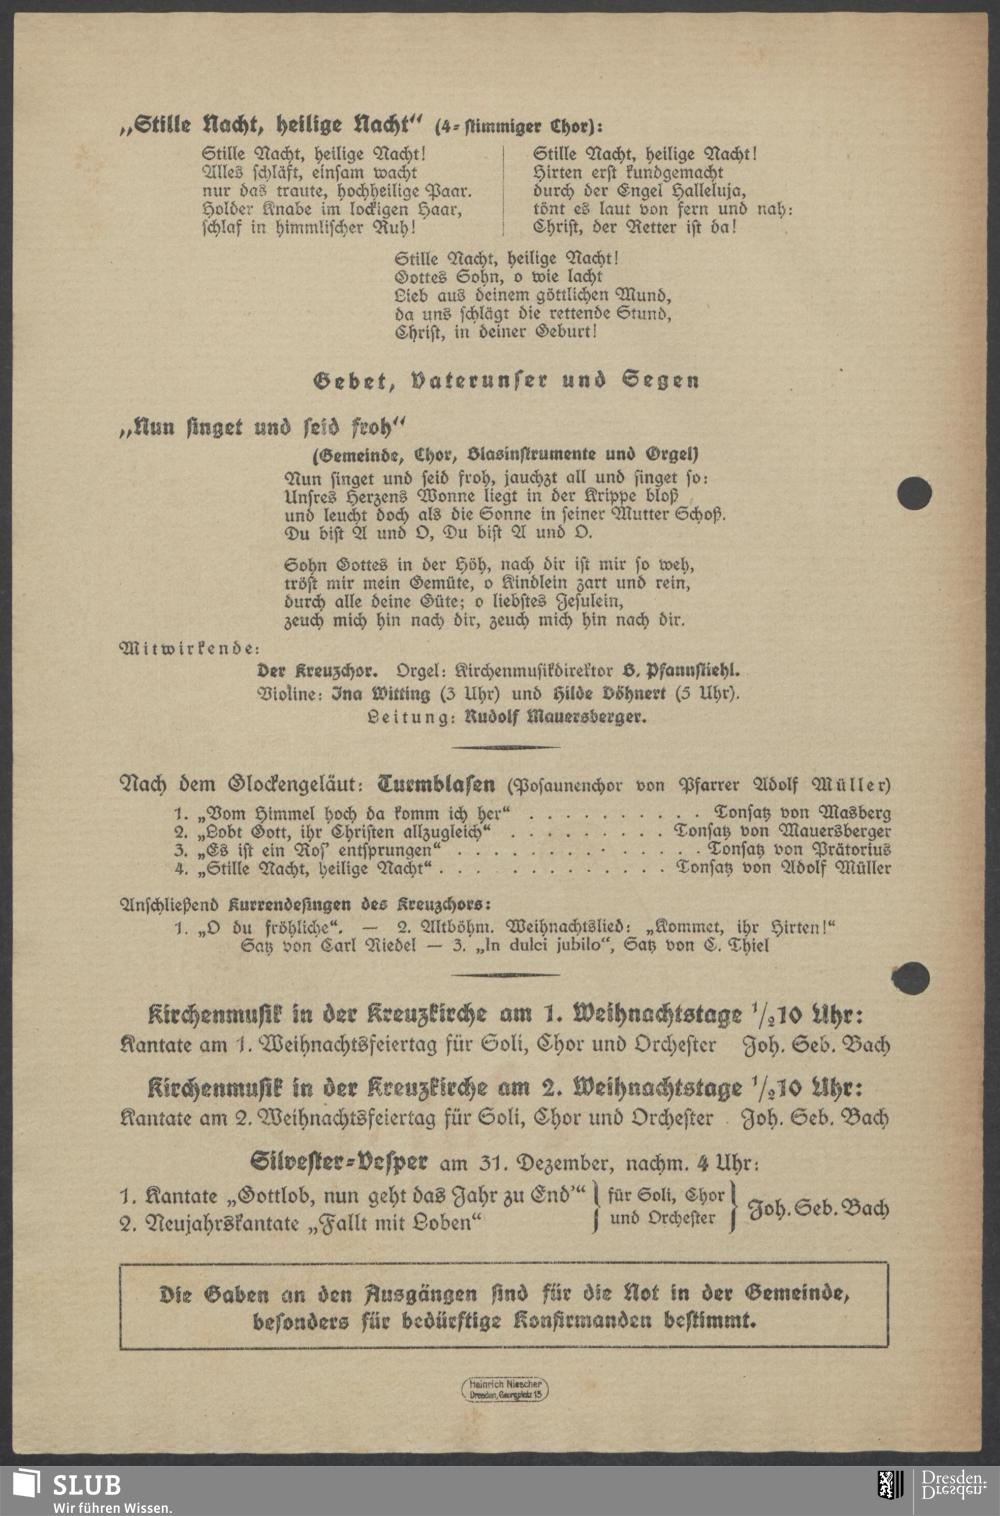 „Stille Nacht, heilige Nacht“ (4-stimmiger Chor):
Stille Nacht, heilige Nacht!
Alles schläft, einsam wacht
nur das traute, hochheilige Paar.
Holder Knabe im lockigen Haar,
schlaf in himmlischer Ruh!
Stille Nacht, heilige Nacht!
Hirten erst kundgemacht
durch der Engel Halleluja,
tönt es laut von fern und nah:
Christ, der Retter ist da!
Stille Nacht, heilige Nacht!
Gottes Sohn, o wie lacht
Lieb aus deinem göttlichen Mund,
da uns schlägt die rettende Stund,
Christ, in deiner Geburt!
Gebet, Vaterunser und Segen
„Nun singet und seid froh“
(Gemeinde, Chor, Blasinstrumente und Orgel)
Nun singet und seid froh, jauchzt all und singet so:
Unsres Herzens Wonne liegt in der Krippe bloß
und leucht doch als die Sonne in seiner Mutter Schoß.
Du bist A und O, Du bist A und O.
Sohn Gottes in der Höh, nach dir ist mir so weh,
tröst mir mein Gemüte, o Kindlein zart und rein,
durch alle deine Güte; o liebstes Jesulein,
zeuch mich hin nach dir, zeuch mich hin nach dir.
Mitwirkende:
Der Kreuzchor. Orgel: Kirchenmusikdirektor B. Pfannstiehl.
Violine: Ina Witting (3 Uhr) und Hilde Döhnert (5 Uhr).
Leitung: Rudolf Mauersberger.
Nach dem Glockengeläut: Turmblasen (Posaunenchor von Pfarrer Adolf Müller)
1. „Vom Himmel hoch da komm ich her“ . . . . . . . . . . Tonsatz von Masberg
2. „Lobt Gott, ihr Christen allzugleich“ . . . . . . . . . Tonsatz von Mauersberger
3. „Es ist ein Ros' entsprungen“ . . . . . . . . . . . . . . Tonsatz von Prätorius
4. „Stille Nacht, heilige Nacht“ . . . . . . . . . . . . . Tonsatz von Adolf Müller
Anschließend Kurrendesingen des Kreuzchors:
1. „O du fröhliche“. — 2. Altböhm. Weihnachtslied: „Kommet, ihr Hirten!“
Satz von Carl Riedel — 3. „In dulci jubilo“, Satz von C. Thiel
Kirchenmusik in der Kreuzkirche am 1. Weihnachtstage 1/2 10 Uhr:
Kantate am 1. Weihnachtsfeiertag für Soli, Chor und Orchester Joh. Seb. Bach
Kirchenmusik in der Kreuzkirche am 2. Weihnachtstage 1/2 10 Uhr:
Kantate am 2. Weihnachtsfeiertag für Soli, Chor und Orchester Joh. Seb. Bach
Silvester-Vesper am 31. Dezember, nachm. 4 Uhr:
1. Kantate „Gottlob, nun geht das Jahr zu End'“ } für Soli, Chor }
2. Neujahrskantate „Fallt mit Loben“ } und Orchester } Joh. Seb. Bach
Die Gaben an den Ausgängen sind für die Not in der Gemeinde,
besonders für bedürftige Konfirmanden bestimmt.
Heinrich Niescher
Dresden, Georgplatz 15
SLUB
Wir führen Wissen.
Dresden.
Dresden.